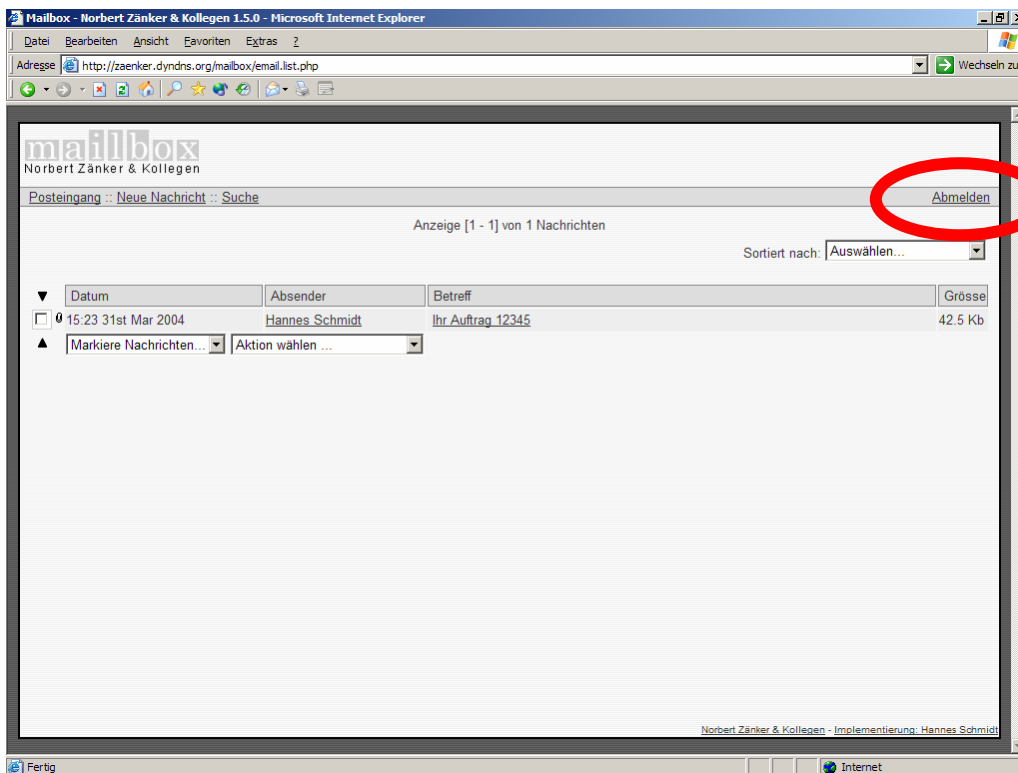 Mailbox - Norbert Zänker & Kollegen 1.5.0 - Microsoft Internet Explorer
Datei Bearbeiten Ansicht Favoriten Extras ?
Adresse http://zaenker.dyndns.org/mailbox/email.list.php Wechseln zu
mailbox
Norbert Zänker & Kollegen
Posteingang :: Neue Nachricht :: Suche Abmelden
Anzeige [1 - 1] von 1 Nachrichten
Sortiert nach: Auswählen...
Datum Absender Betreff Grösse
15:23 31st Mar 2004 Hannes Schmidt Ihr Auftrag 12345 42.5 Kb
Markiere Nachrichten... Aktion wählen ...
Norbert Zänker & Kollegen - Implementierung: Hannes Schmidt
Fertig Internet